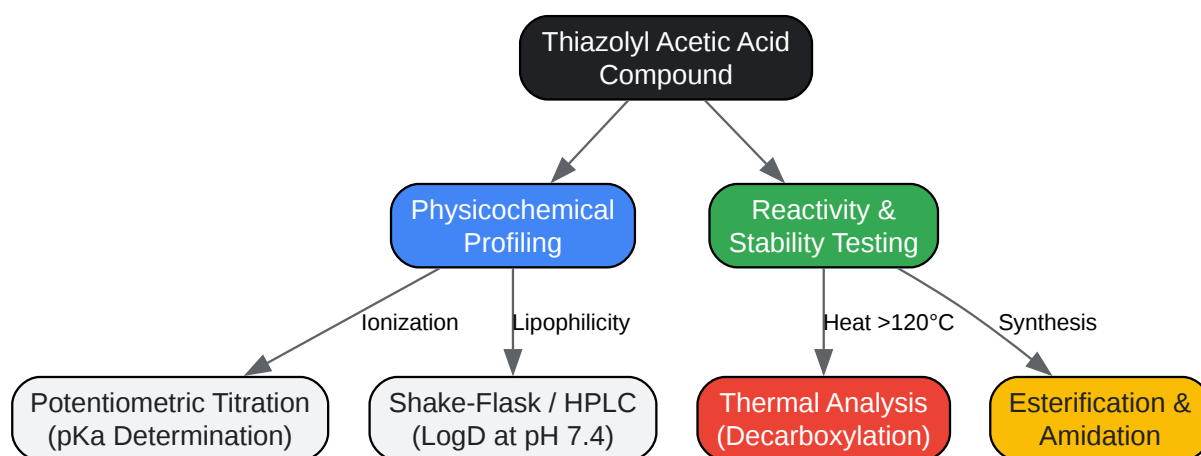 Thiazolyl Acetic Acid
Compound
Physicochemical
Profiling
Reactivity &
Stability Testing
Ionization
Lipophilicity
Heat >120°C
Synthesis
Potentiometric Titration
(pKa Determination)
Shake-Flask / HPLC
(LogD at pH 7.4)
Thermal Analysis
(Decarboxylation)
Esterification &
Amidation